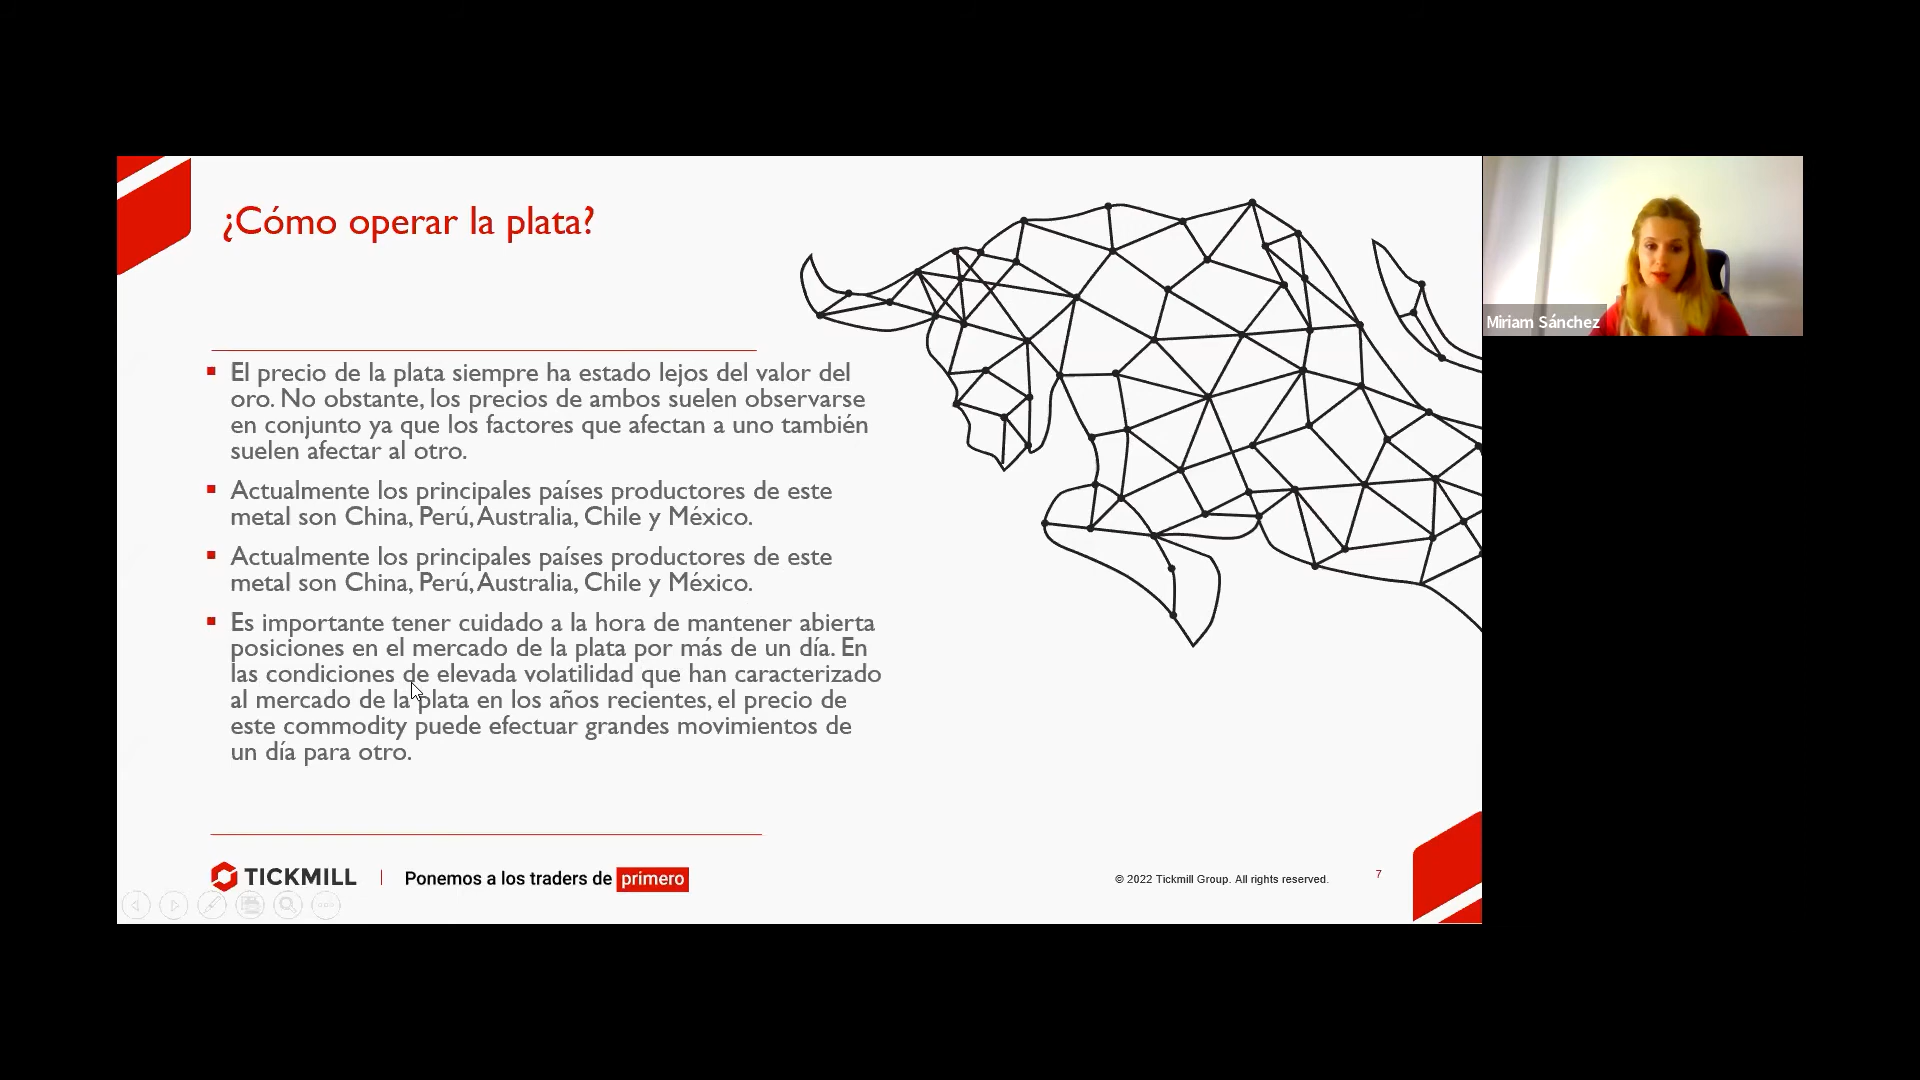 ¿Cómo operar la plata?
Miriam Sánchez
El precio de la plata siempre ha estado lejos del valor del
oro. No obstante, los precios de ambos suelen observarse
en conjunto ya que los factores que afectan a uno también
suelen afectar al otro.
Actualmente los principales países productores de este
metal son China, Perú, Australia, Chile y México.
Actualmente los principales países productores de este
metal son China, Perú, Australia, Chile y México.
Es importante tener cuidado a la hora de mantener abierta
posiciones en el mercado de la plata por más de un día. En
las condiciones de elevada volatilidad que han caracterizado
al mercado de la plata en los años recientes, el precio de
este commodity puede efectuar grandes movimientos de
un día para otro.
TICKMILL | Ponemos a los traders de primero
© 2022 Tickmill Group. All rights reserved.
7